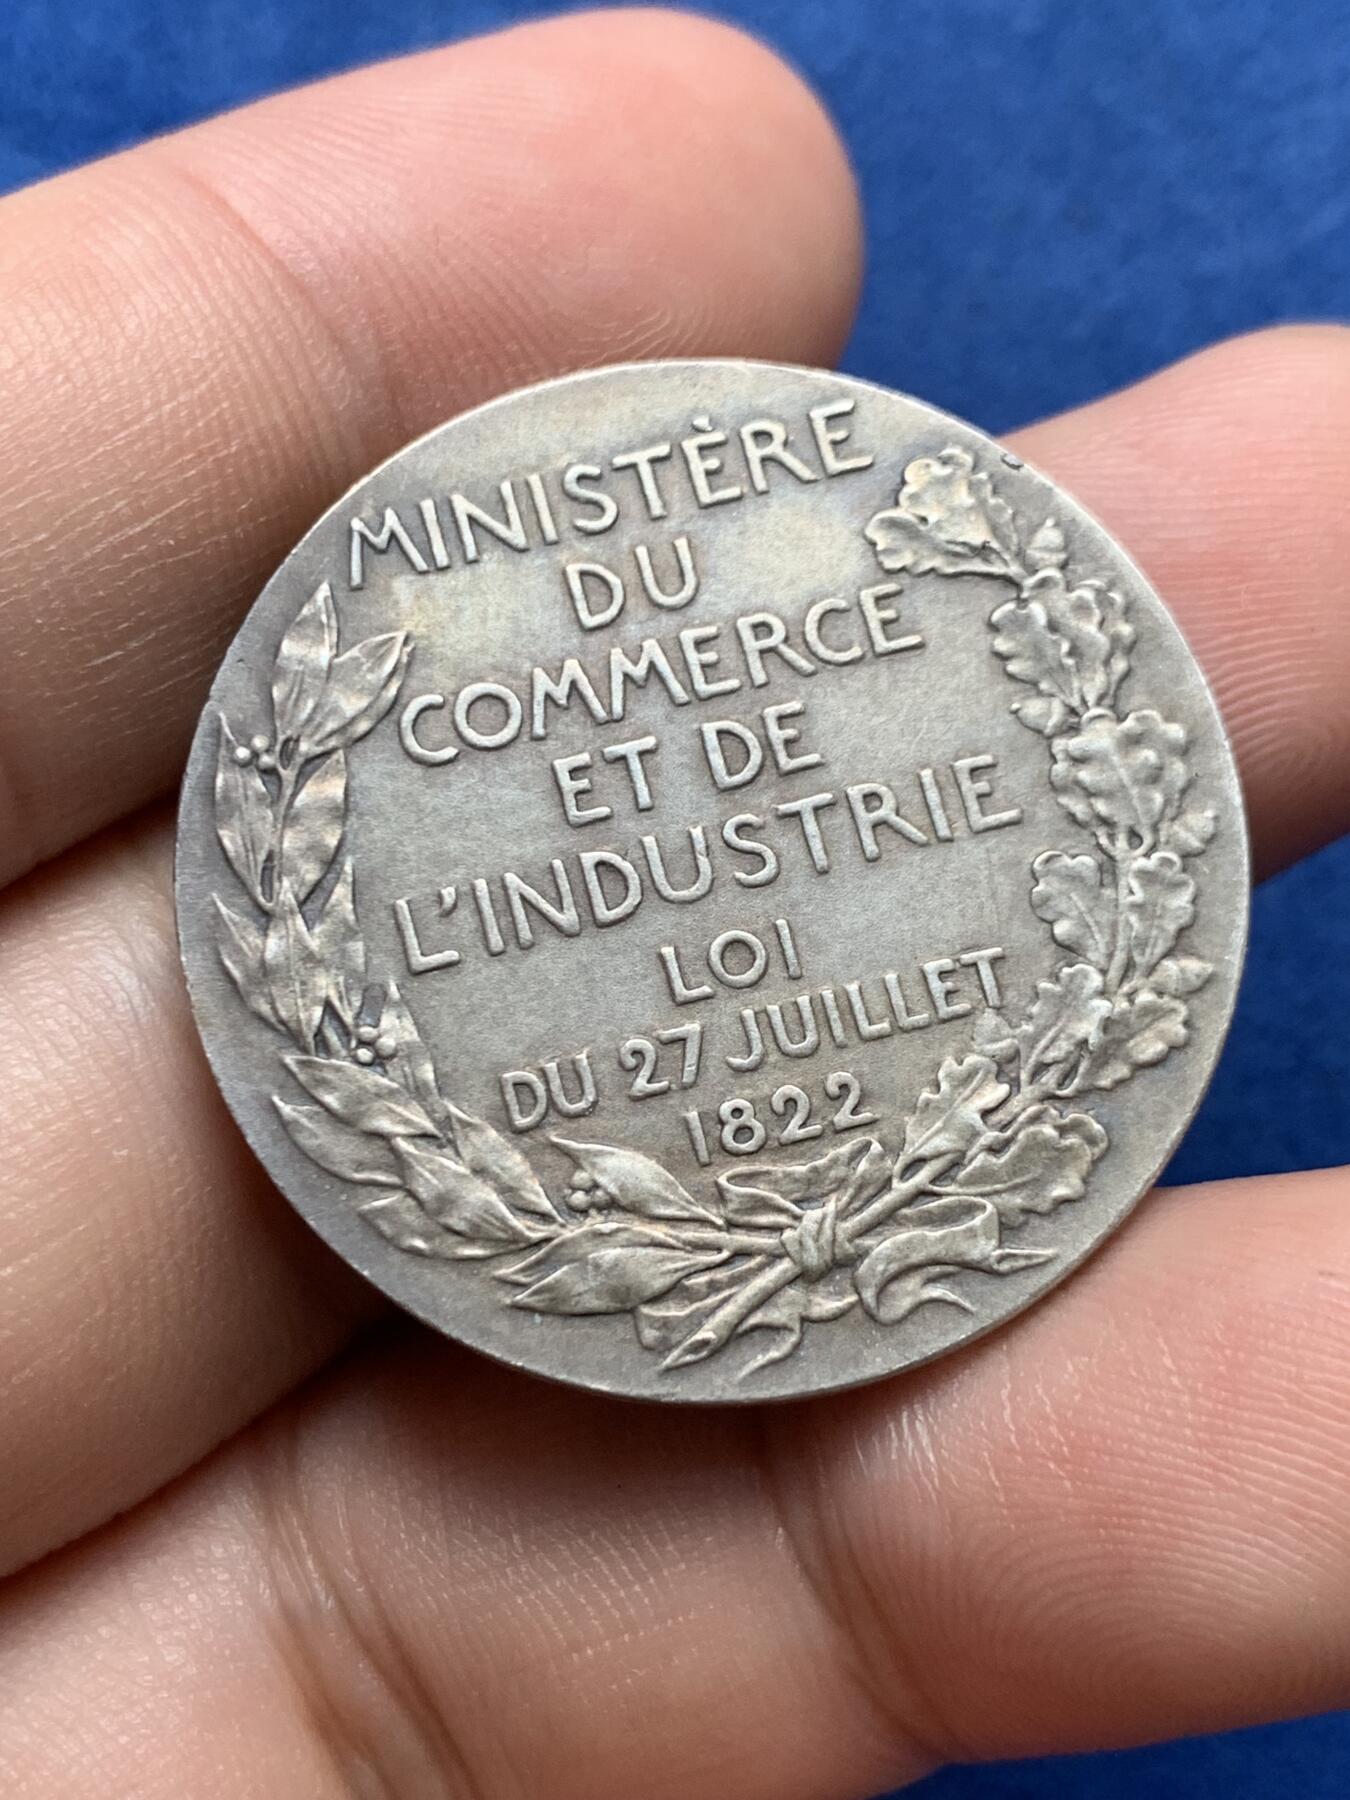 MINISTÈRE
DU
COMMERCE
ET DE
L'INDUSTRIE
LOI
DU 27 JUILLET
1822